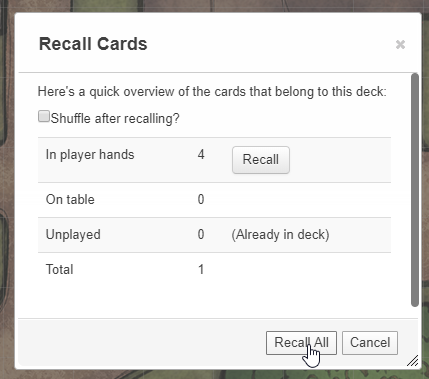 Recall Cards
Here's a quick overview of the cards that belong to this deck:
Shuffle after recalling?
In player hands 4 Recall
On table 0
Unplayed 0 (Already in deck)
Total 1
Recall All Cancel